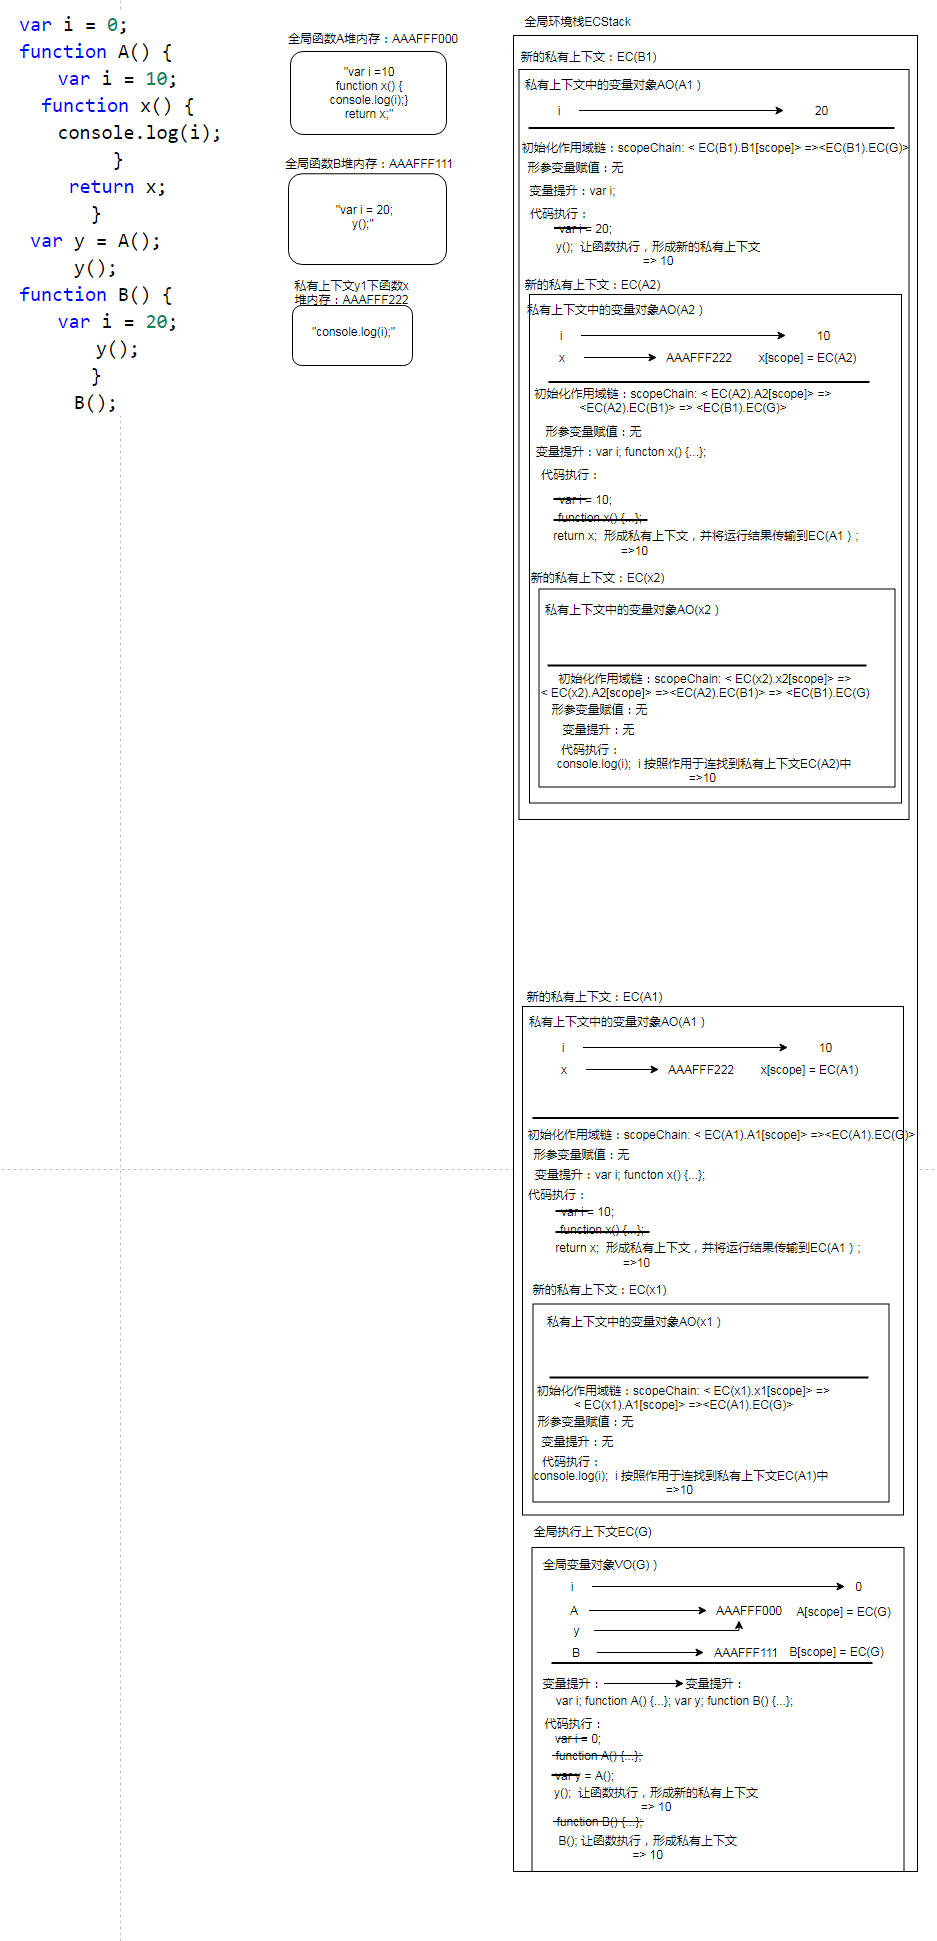 var i = 0;
function A() {
var i = 10;
function x() {
console.log(i);
}
return x;
}
var y = A();
y();
function B() {
var i = 20;
y();
}
B();
全局函数A堆内存：AAAFFF000
"var i =10
function x() {
console.log(i);}
return x;"
全局函数B堆内存：AAAFFF111
"var i = 20;
y();"
私有上下文y1下函数x
堆内存：AAAFFF222
"console.log(i);"
全局环境栈ECStack
新的私有上下文：EC(B1)
私有上下文中的变量对象AO(A1 )
i 20
初始化作用域链：scopeChain: < EC(B1).B1[scope]> =><EC(B1).EC(G)>
形参变量赋值：无
变量提升：var i;
代码执行：
var i = 20;
y(); 让函数执行，形成新的私有上下文
=> 10
新的私有上下文：EC(A2)
私有上下文中的变量对象AO(A2 )
i 10
x AAAFFF222 x[scope] = EC(A2)
初始化作用域链：scopeChain: < EC(A2).A2[scope]> =>
<EC(A2).EC(B1)> => <EC(B1).EC(G)>
形参变量赋值：无
变量提升：var i; functon x() {...};
代码执行：
var i = 10;
function x() {...};
return x; 形成私有上下文，并将运行结果传输到EC(A1 ) ;
=>10
新的私有上下文：EC(x2)
私有上下文中的变量对象AO(x2 )
初始化作用域链：scopeChain: < EC(x2).x2[scope]> =>
< EC(x2).A2[scope]> =><EC(A2).EC(B1)> => <EC(B1).EC(G)
形参变量赋值：无
变量提升：无
代码执行：
console.log(i); i 按照作用于连找到私有上下文EC(A2)中
=>10
新的私有上下文：EC(A1)
私有上下文中的变量对象AO(A1 )
i 10
x AAAFFF222 x[scope] = EC(A1)
初始化作用域链：scopeChain: < EC(A1).A1[scope]> =><EC(A1).EC(G)>
形参变量赋值：无
变量提升：var i; functon x() {...};
代码执行：
var i = 10;
function x() {...};
return x; 形成私有上下文，并将运行结果传输到EC(A1 ) ;
=>10
新的私有上下文：EC(x1)
私有上下文中的变量对象AO(x1 )
初始化作用域链：scopeChain: < EC(x1).x1[scope]> =>
< EC(x1).A1[scope]> =><EC(A1).EC(G)>
形参变量赋值：无
变量提升：无
代码执行：
console.log(i); i 按照作用于连找到私有上下文EC(A1)中
=>10
全局执行上下文EC(G)
全局变量对象VO(G) )
i 0
A AAAFFF000 A[scope] = EC(G)
y
B AAAFFF111 B[scope] = EC(G)
变量提升： 变量提升：
var i; function A() {...}; var y; function B() {...};
代码执行：
var i = 0;
function A() {...};
var y = A();
y(); 让函数执行，形成新的私有上下文
=> 10
function B() {...};
B(); 让函数执行，形成私有上下文
=> 10